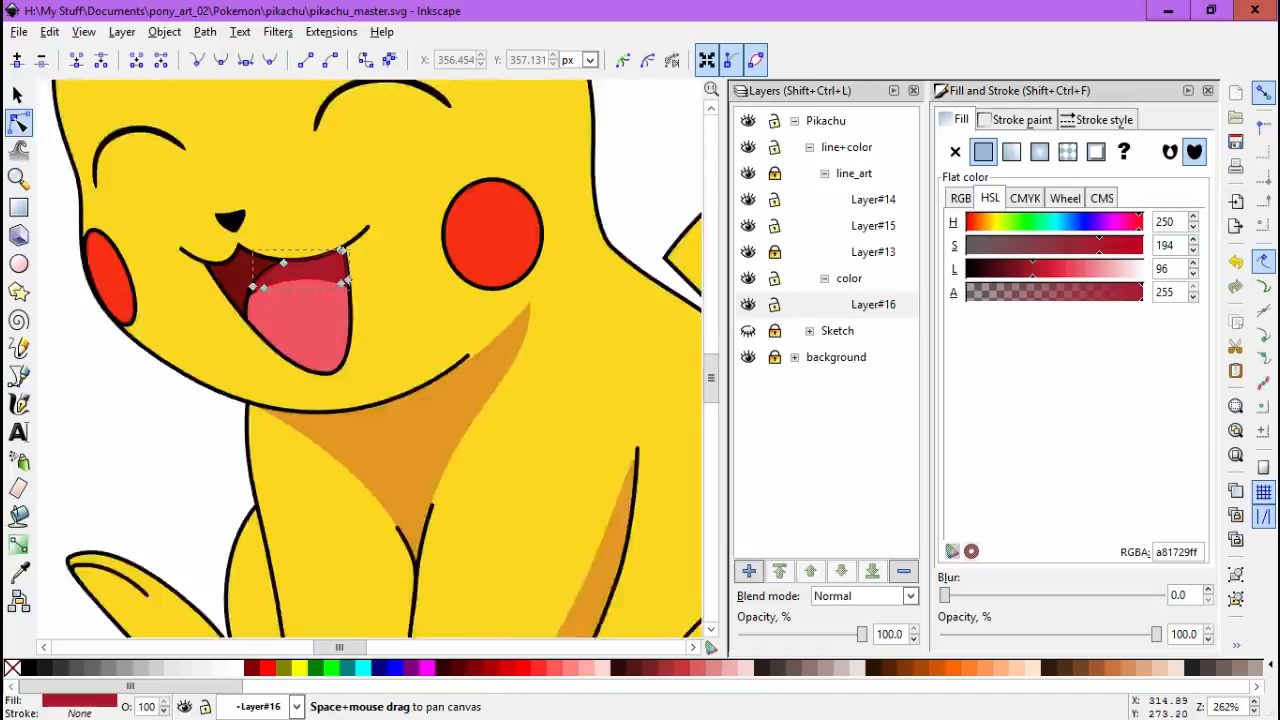 H:\My Stuff\Documents\pony_art_02\Pokemon\pikachu\pikachu_master.svg - Inkscape
File Edit View Layer Object Path Text Filters Extensions Help
X: 356.454 Y: 357.131 px
Layers (Shift+Ctrl+L)
Fill and Stroke (Shift+Ctrl+F)
Pikachu
Fill Stroke paint Stroke style
line+color
?
line_art
Flat color
RGB HSL CMYK Wheel CMS
Layer#14
H 250
Layer#15
S 194
Layer#13
L 96
color
A 255
Layer#16
Sketch
background
RGBA: a81729ff
Blur:
Blend mode: Normal
0.0
Opacity, %
Opacity, %
100.0
100.0
Fill:
Stroke: None
O: 100
Layer#16
Space+mouse drag to pan canvas
X: 314.89
Y: 273.20
Z: 262%